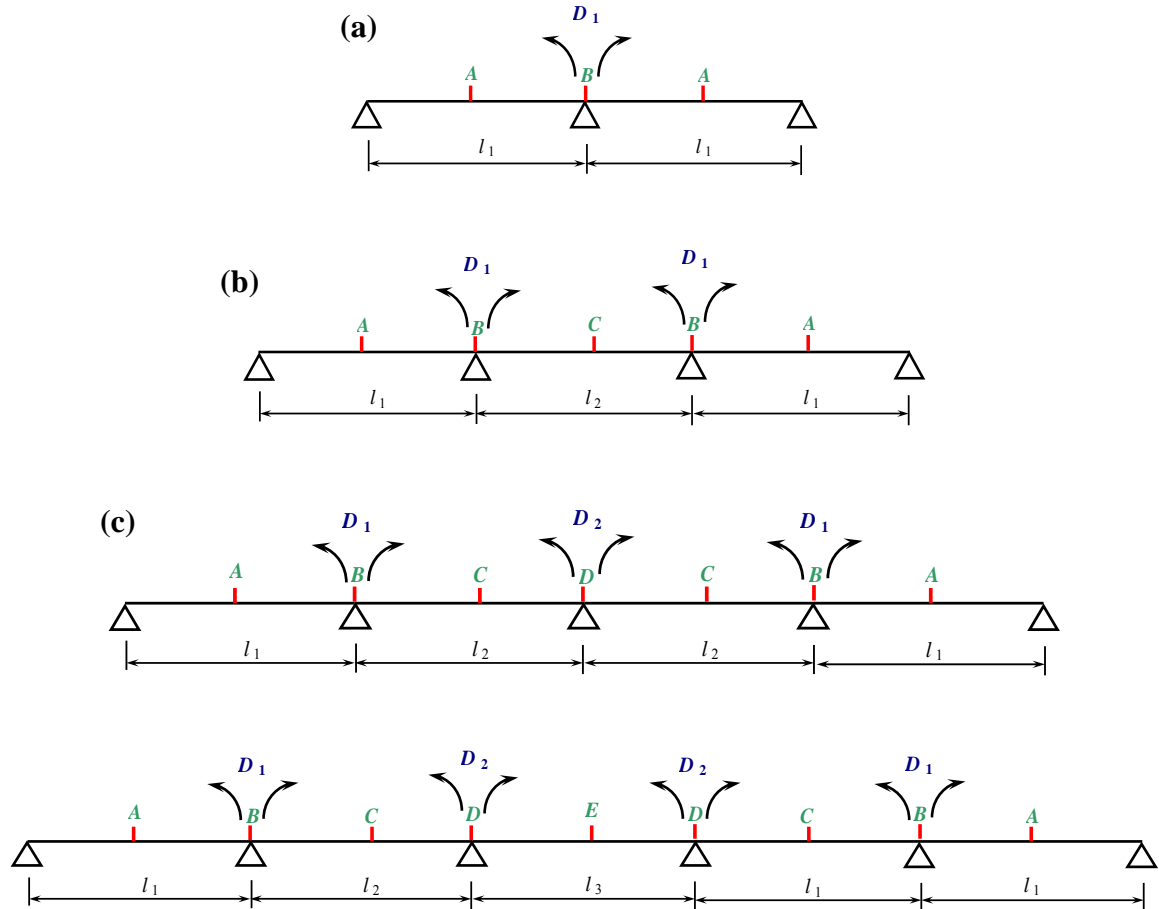 (a)
D 1
A B A
l 1 l 1
(b)
D 1 D 1
A B C B A
l 1 l 2 l 1
(c)
D 1 D 2 D 1
A B C D C B A
l 1 l 2 l 2 l 1
D 1 D 2 D 2 D 1
A B C D E D C B A
l 1 l 2 l 3 l 1 l 1